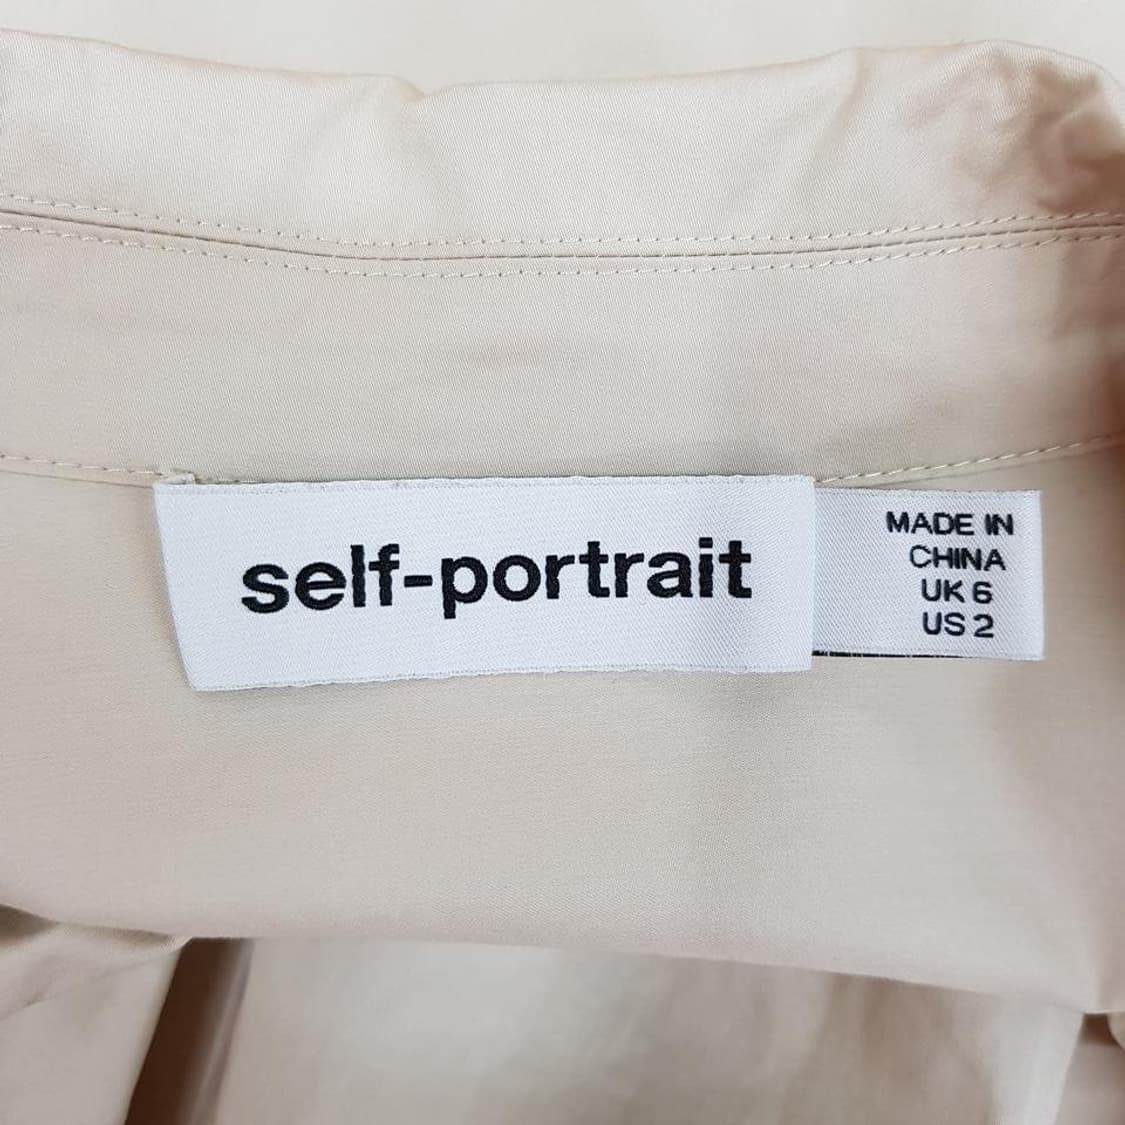 self-portrait
MADE IN
CHINA
UK 6
US 2